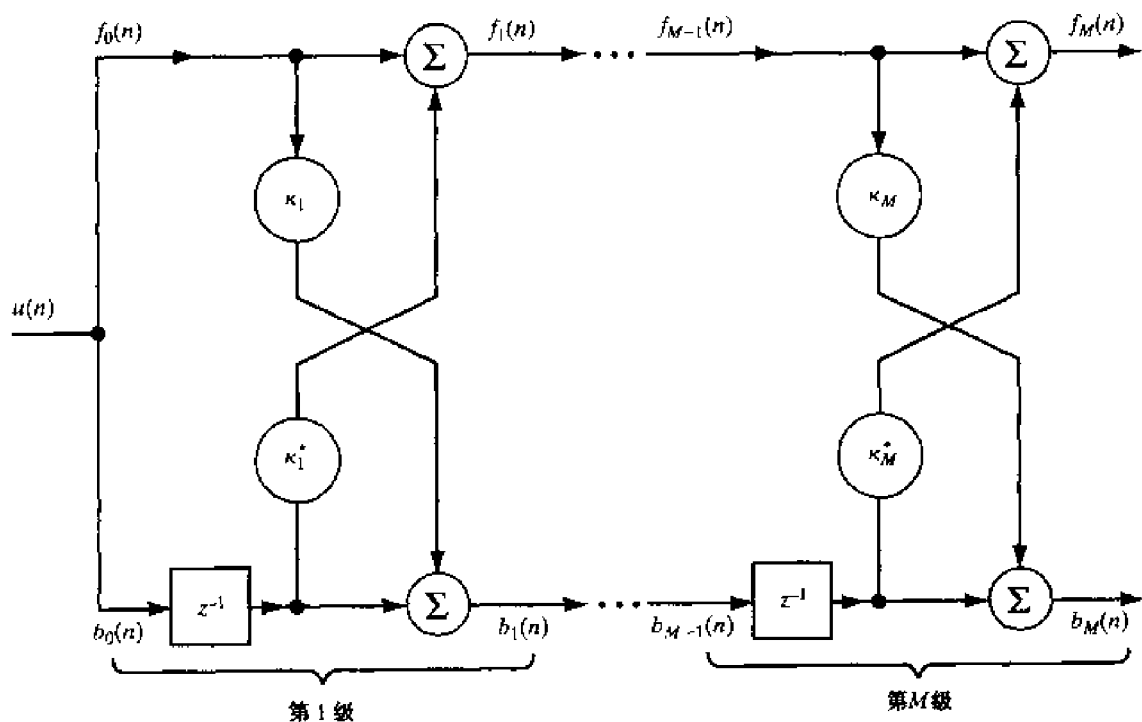 f₀(n) f₁(n) f_{M-1}(n) f_M(n)
Σ Σ
κ₁ κ_M
u(n)
κ₁* κ_M*
z⁻¹ Σ z⁻¹ Σ
b₀(n) b₁(n) b_{M-1}(n) b_M(n)
第1级 第M级